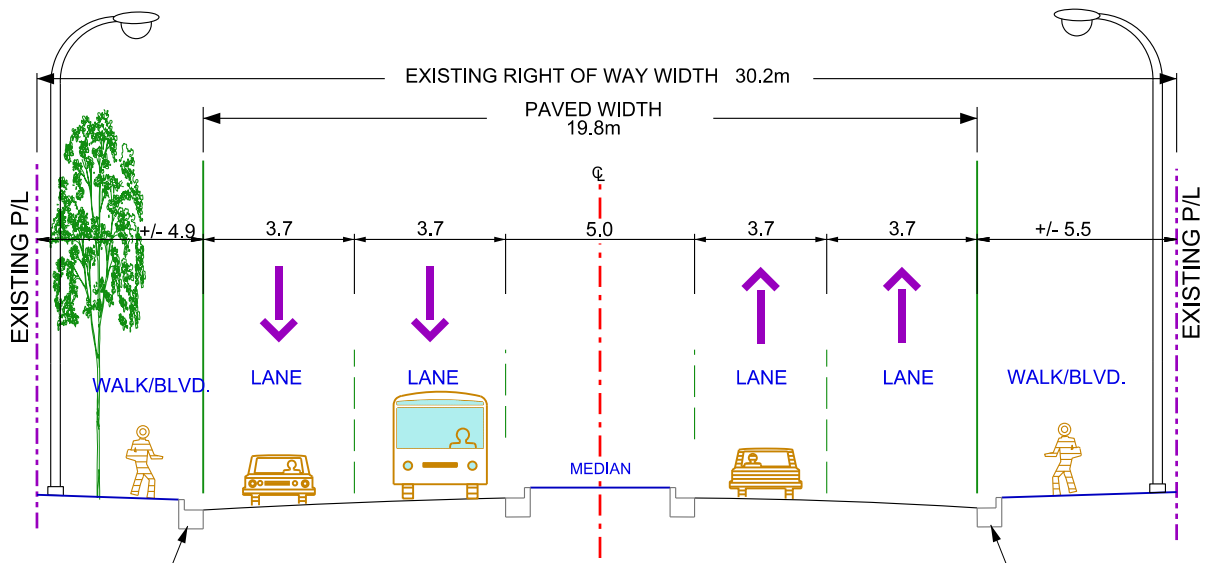 EXISTING RIGHT OF WAY WIDTH 30.2m
PAVED WIDTH
19.8m
℄
EXISTING P/L
+/- 4.9
3.7
3.7
5.0
3.7
3.7
+/- 5.5
EXISTING P/L
WALK/BLVD.
LANE
LANE
LANE
LANE
WALK/BLVD.
MEDIAN